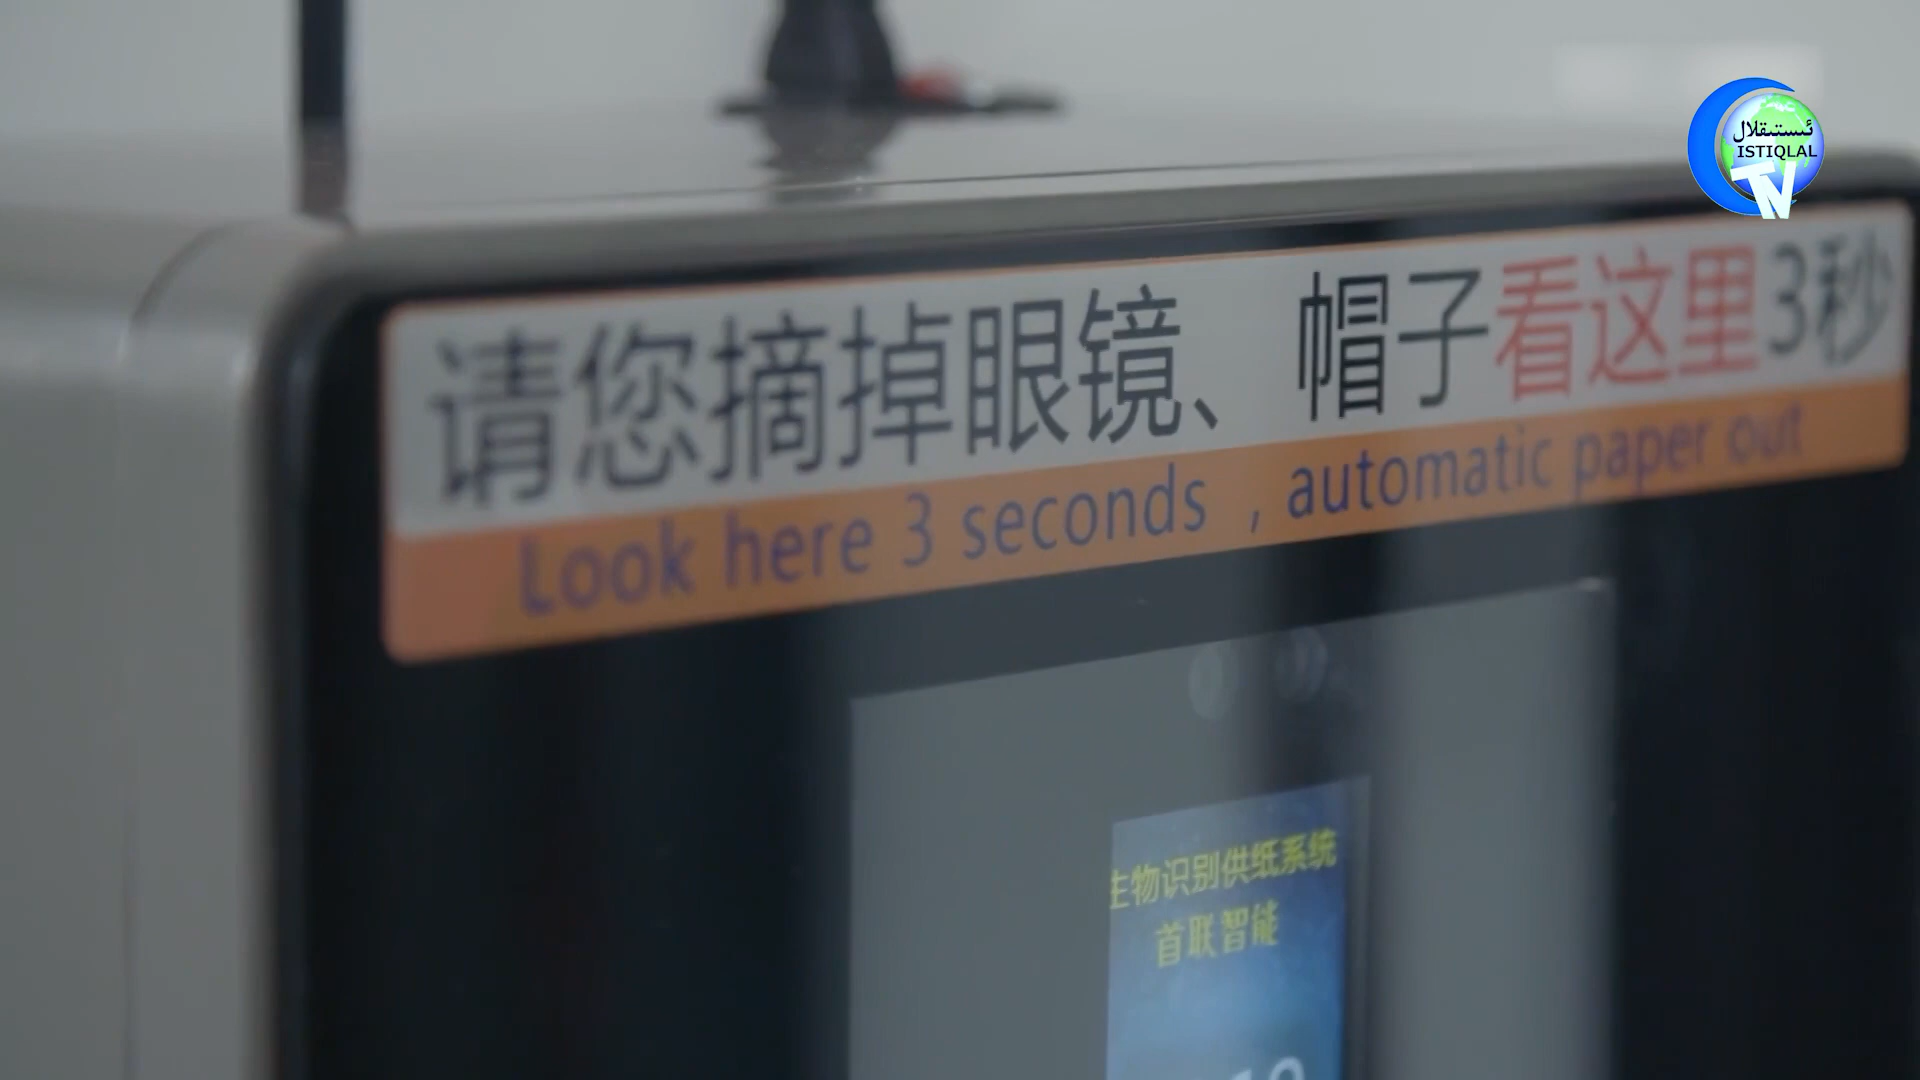 ئىستىقلال
ISTIQLAL
TV
请您摘掉眼镜、帽子看这里3秒
Look here 3 seconds , automatic paper out
生物识别供纸系统
首联智能